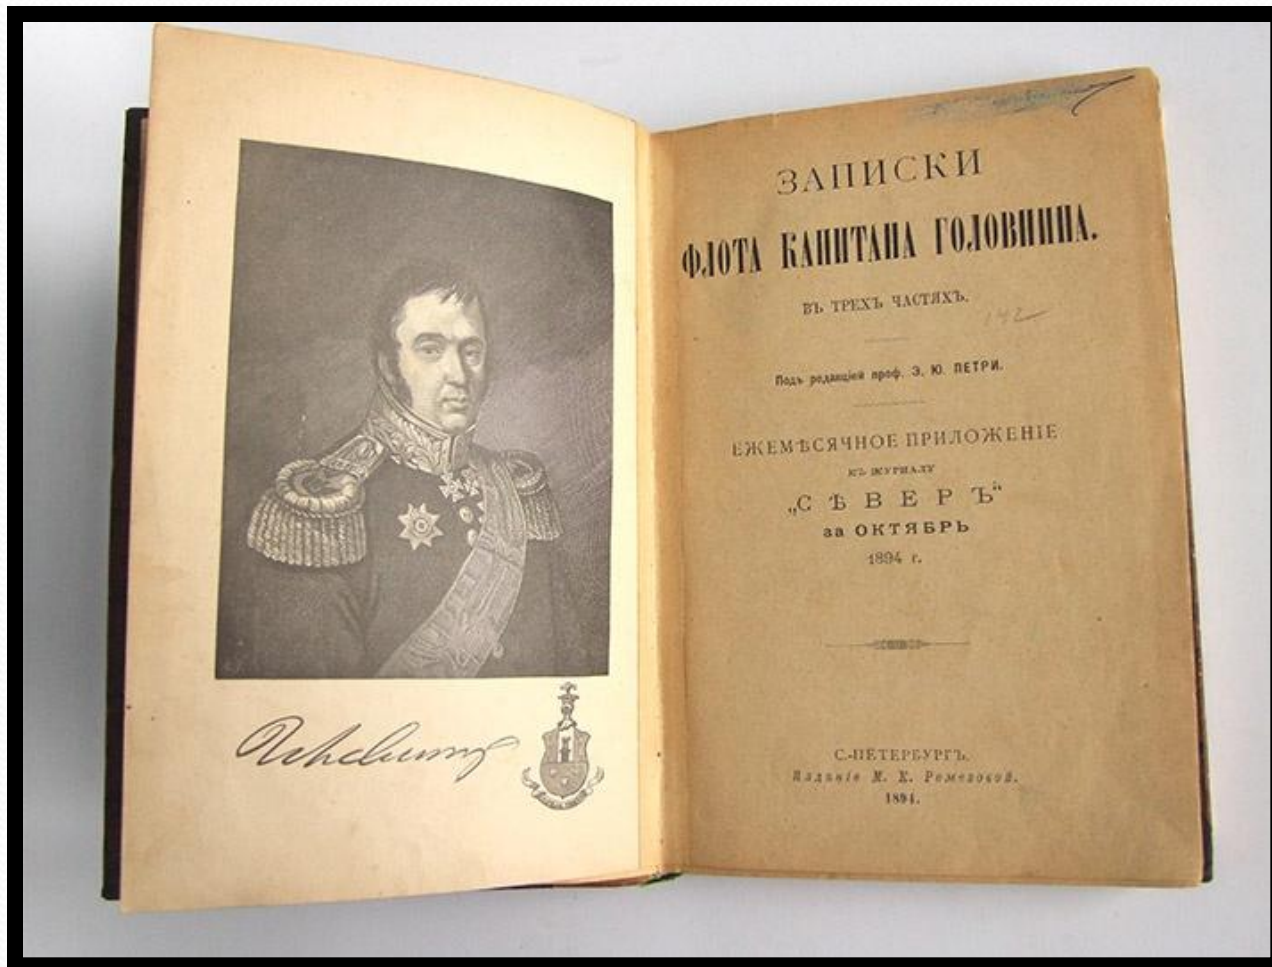 ЗАПИСКИ
ФЛОТА КАПИТАНА ГОЛОВНИНА.
ВЪ ТРЕХЪ ЧАСТЯХЪ.
142
Подъ редакціей проф. Э. Ю. ПЕТРИ.
ЕЖЕМѢСЯЧНОЕ ПРИЛОЖЕНІЕ
КЪ ЖУРНАЛУ
„СѢВЕРЪ“
за ОКТЯБРЬ
1894 г.
С.-ПЕТЕРБУРГЪ.
Изданіе М. К. Ремезовой.
1894.